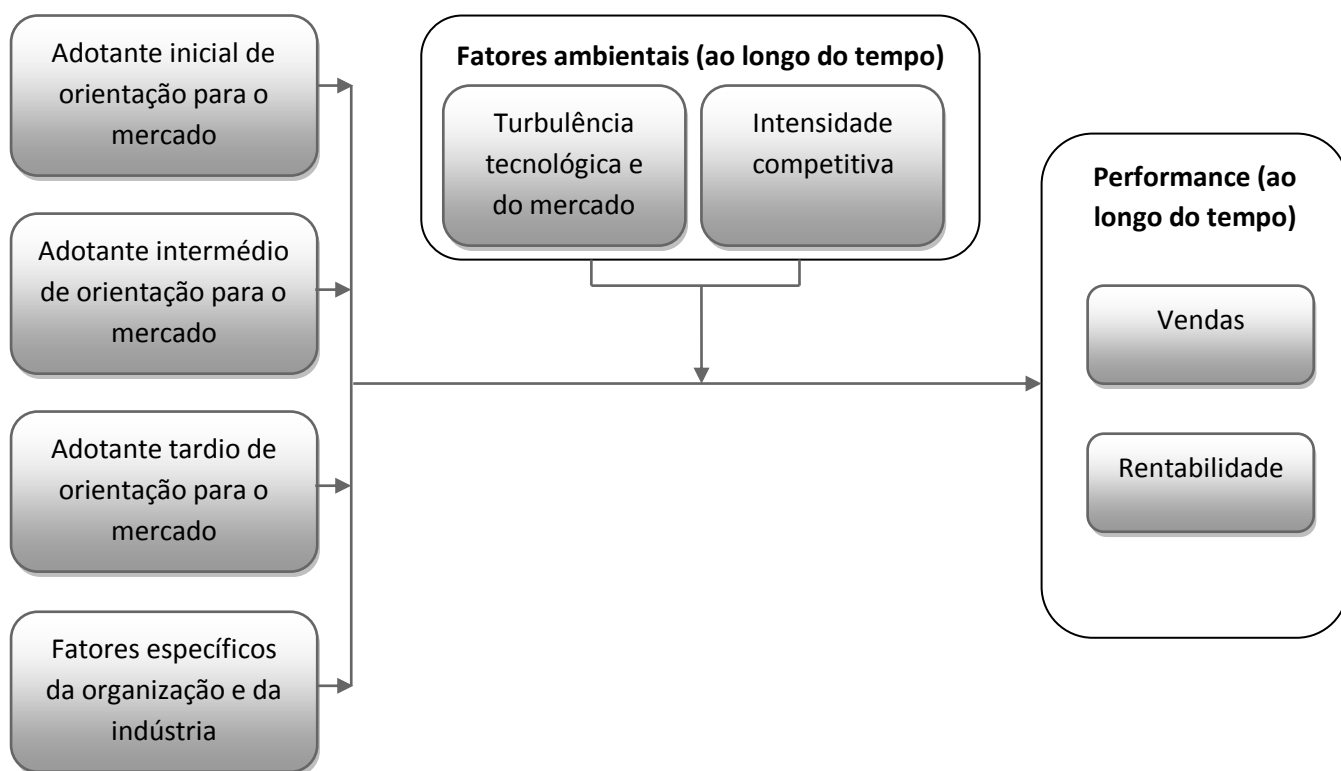 Adotante inicial de
orientação para o
mercado
Adotante intermédio
de orientação para o
mercado
Adotante tardio de
orientação para o
mercado
Fatores específicos
da organização e da
indústria
Fatores ambientais (ao longo do tempo)
Turbulência
tecnológica e
do mercado
Intensidade
competitiva
Performance (ao
longo do tempo)
Vendas
Rentabilidade